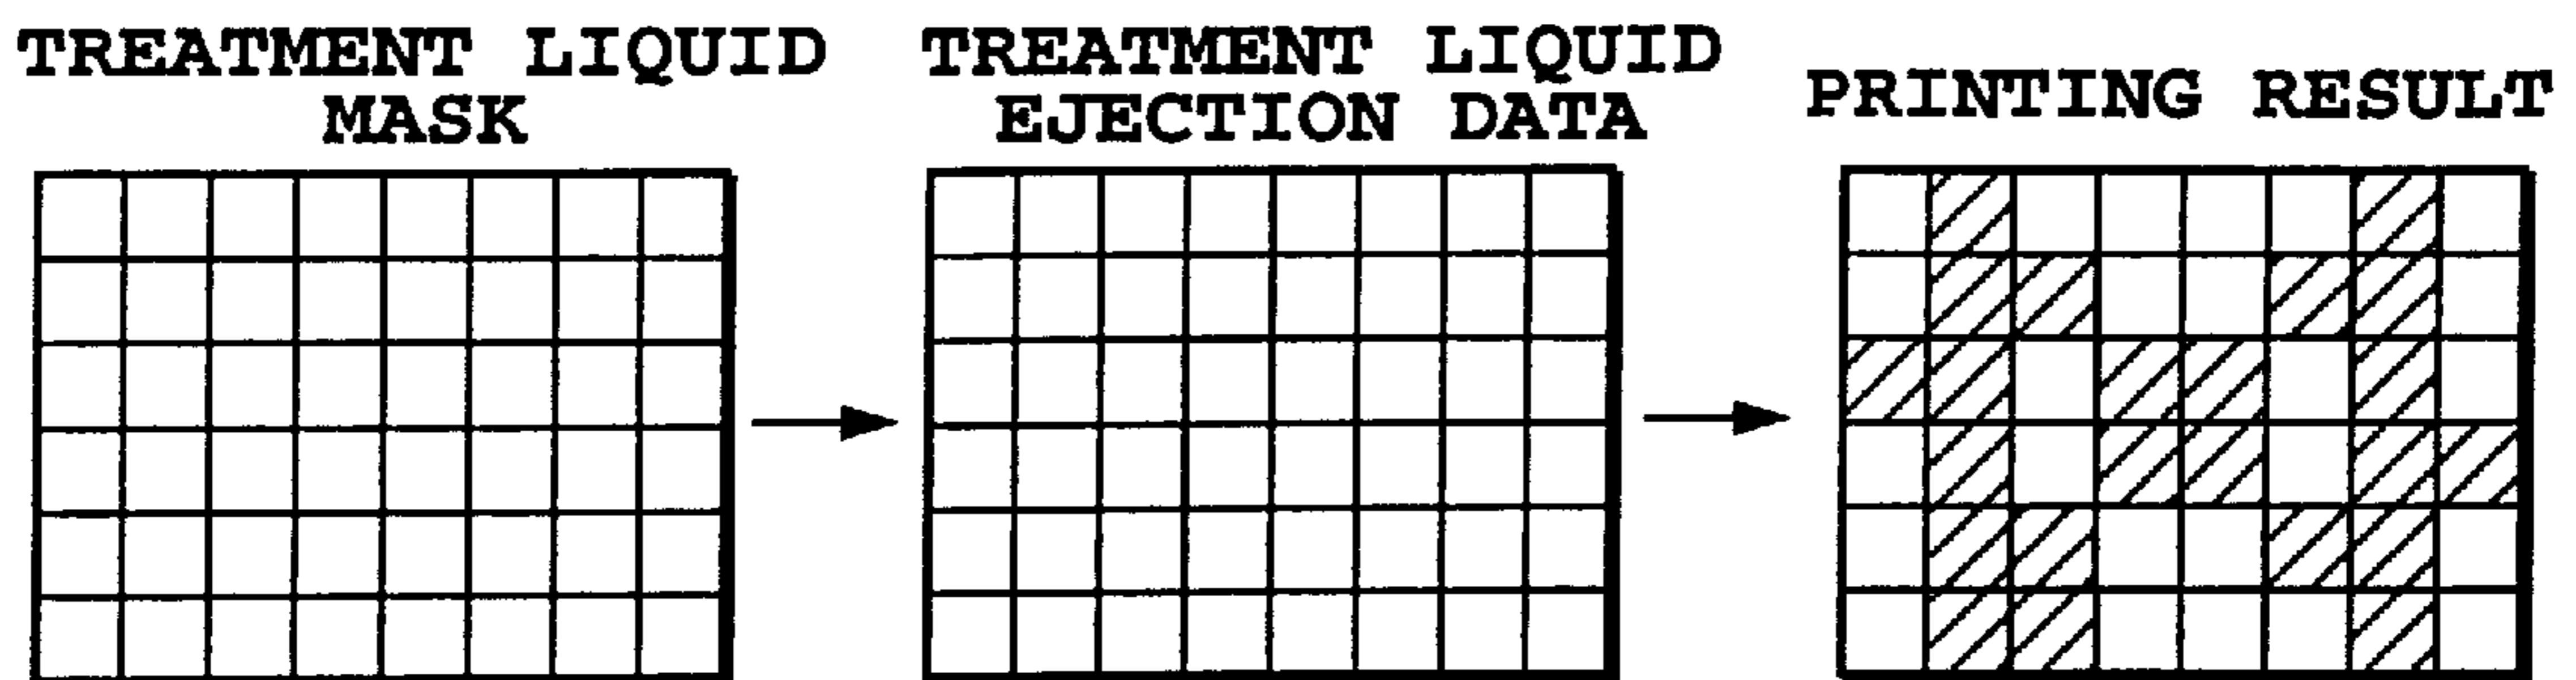 TREATMENT LIQUID
MASK
TREATMENT LIQUID
EJECTION DATA
PRINTING RESULT